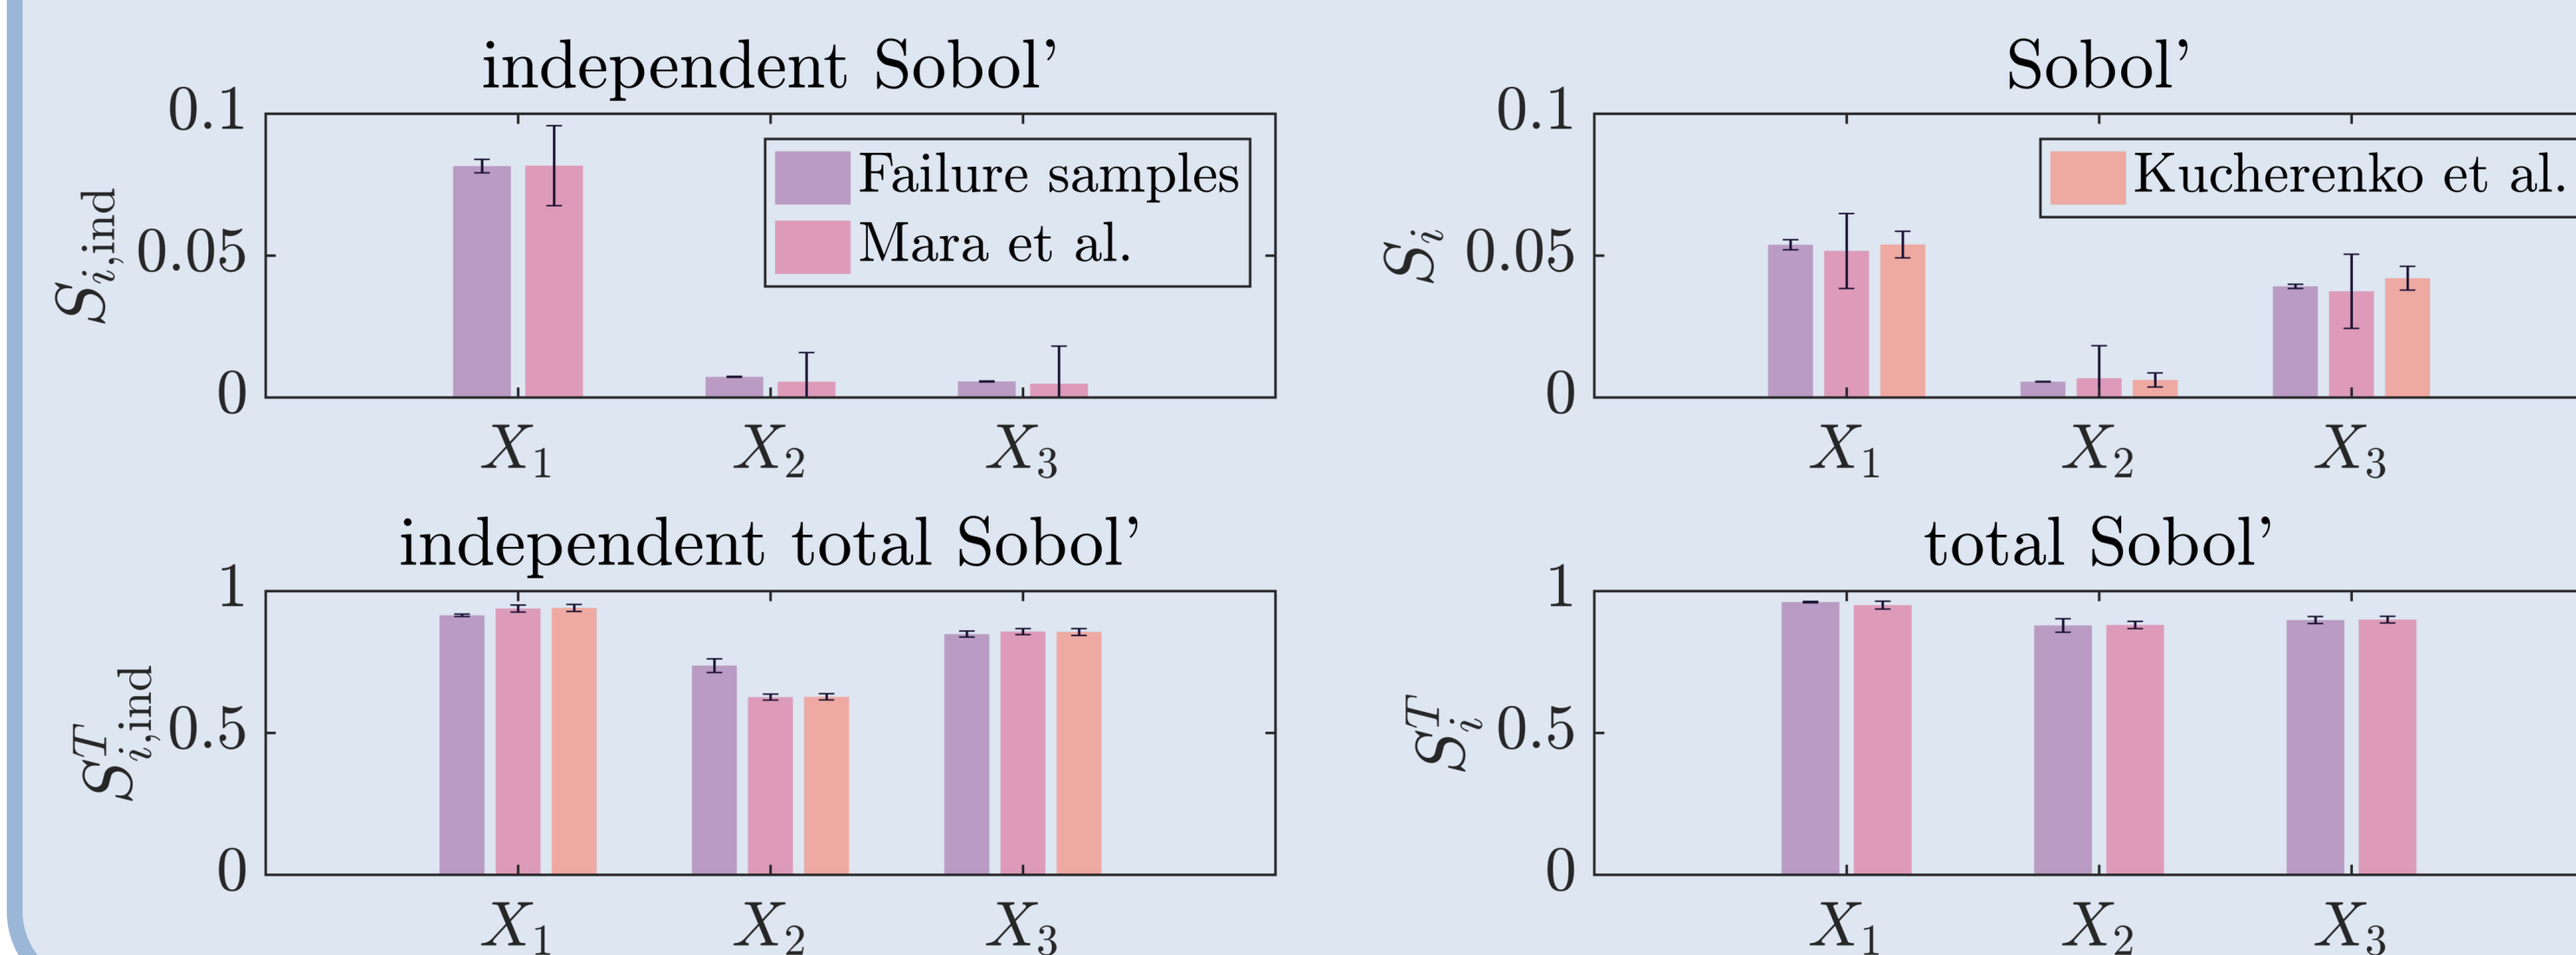 independent Sobol’
0.1
0.05
0
S_{i,ind}
Failure samples
Mara et al.
X_1 X_2 X_3
Sobol’
0.1
0.05
0
S_i
Kucherenko et al.
X_1 X_2 X_3
independent total Sobol’
1
0.5
0
S^T_{i,ind}
X_1 X_2 X_3
total Sobol’
1
0.5
0
S^T_i
X_1 X_2 X_3